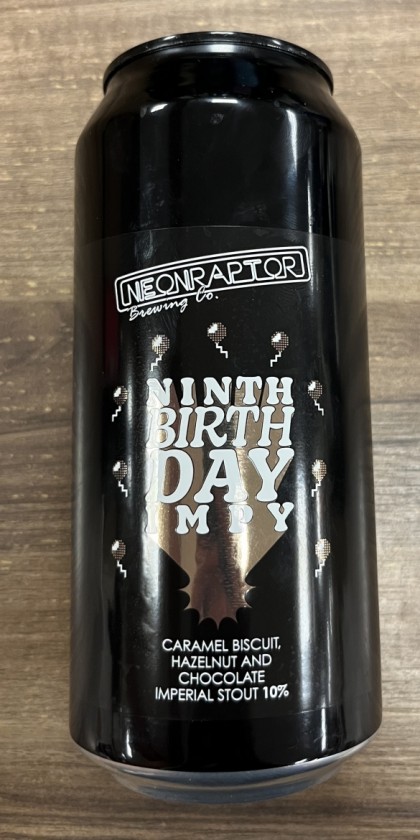 NEONRAPTOR
Brewing Co.
NINTH
BIRTH
DAY
IMPY
CARAMEL BISCUIT,
HAZELNUT AND
CHOCOLATE
IMPERIAL STOUT 10%